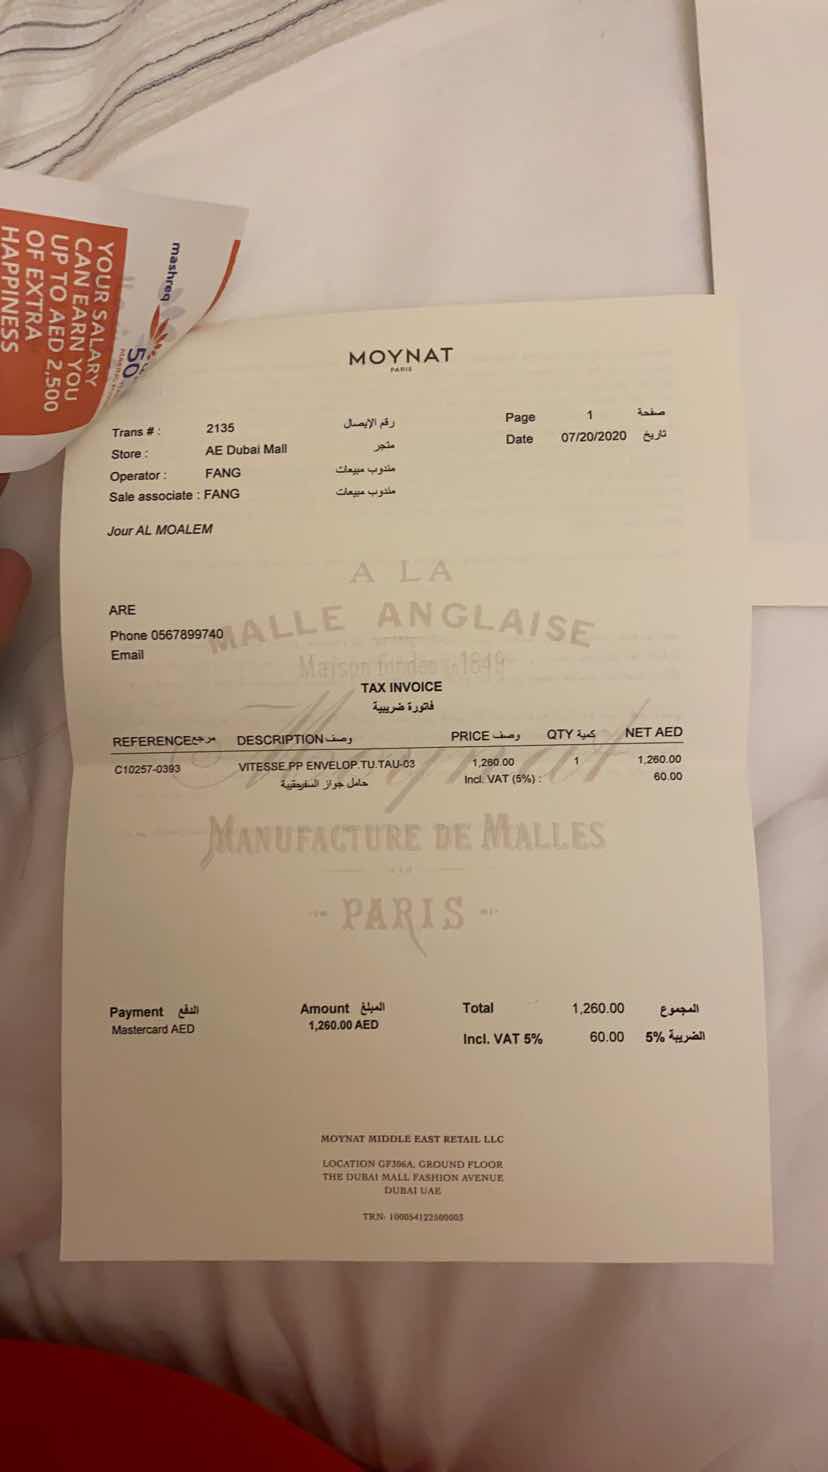 YOUR SALARY
CAN EARN YOU
UP TO AED 2,500
OF EXTRA
HAPPINESS
mashreq
50
MOYNAT
PARIS
Trans # : 2135 رقم الإيصال
Page 1 صفحة
Store : AE Dubai Mall متجر
Date 07/20/2020 تاريخ
Operator : FANG مندوب مبيعات
Sale associate : FANG مندوب مبيعات
Jour AL MOALEM
A LA
MALLE ANGLAISE
Maison fondée 1849
Moynat
MANUFACTURE DE MALLES
PARIS
ARE
Phone 0567899740
Email
TAX INVOICE
فاتورة ضريبية
REFERENCE مرجع DESCRIPTION وصف PRICE وصف QTY كمية NET AED
C10257-0393 VITESSE.PP ENVELOP.TU.TAU-03 1,260.00 1 1,260.00
حامل جواز السفر Incl. VAT (5%) : 60.00
Payment الدفع Amount المبلغ Total 1,260.00 المجموع
Mastercard AED 1,260.00 AED
Incl. VAT 5% 60.00 الضريبة 5%
MOYNAT MIDDLE EAST RETAIL LLC
LOCATION GF306A, GROUND FLOOR
THE DUBAI MALL FASHION AVENUE
DUBAI UAE
TRN: 100054122500003